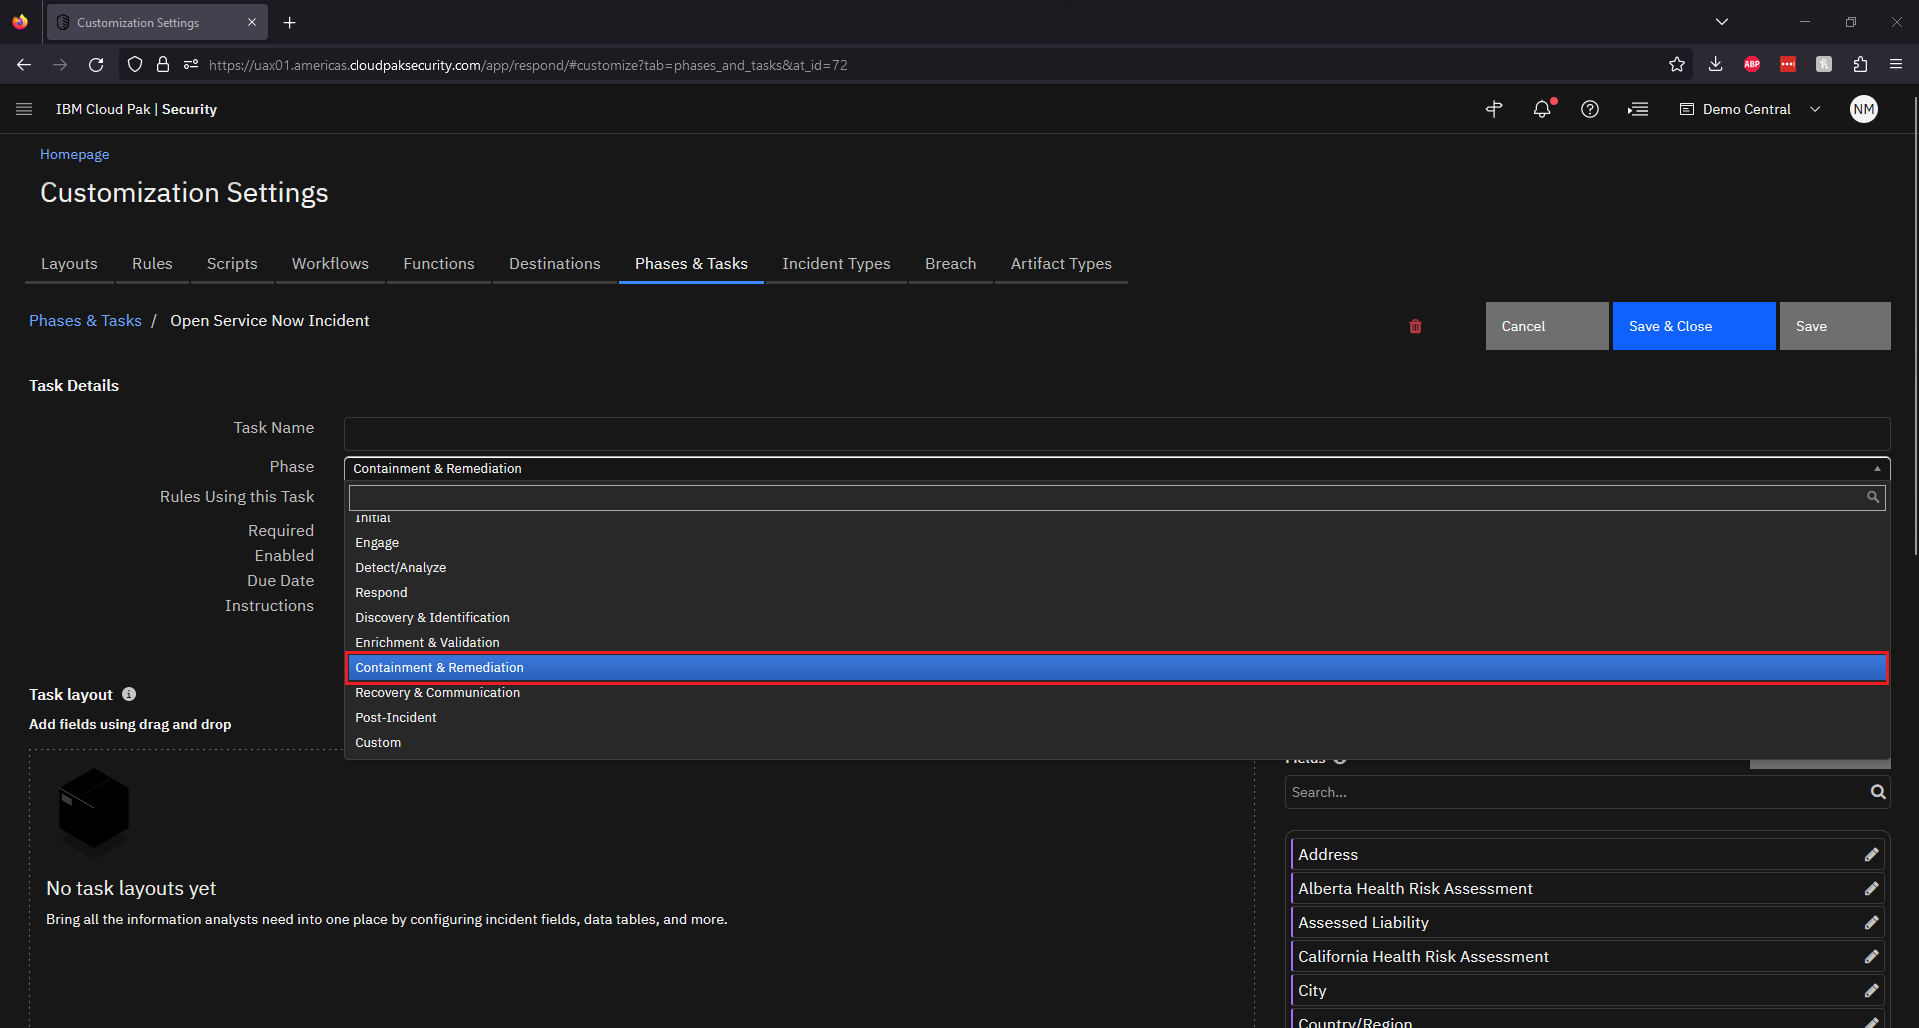 Customization Settings
https://uax01.americas.cloudpaksecurity.com/app/respond/#customize?tab=phases_and_tasks&at_id=72
ABP
IBM Cloud Pak | Security
Demo Central
NM
Homepage
Customization Settings
Layouts Rules Scripts Workflows Functions Destinations Phases & Tasks Incident Types Breach Artifact Types
Phases & Tasks / Open Service Now Incident
Cancel Save & Close Save
Task Details
Task Name
Phase Containment & Remediation
Rules Using this Task
Required
Enabled
Due Date
Instructions
Initial
Engage
Detect/Analyze
Respond
Discovery & Identification
Enrichment & Validation
Containment & Remediation
Recovery & Communication
Post-Incident
Custom
Task layout
Add fields using drag and drop
No task layouts yet
Bring all the information analysts need into one place by configuring incident fields, data tables, and more.
Fields
Search...
Address
Alberta Health Risk Assessment
Assessed Liability
California Health Risk Assessment
City
Country/Region